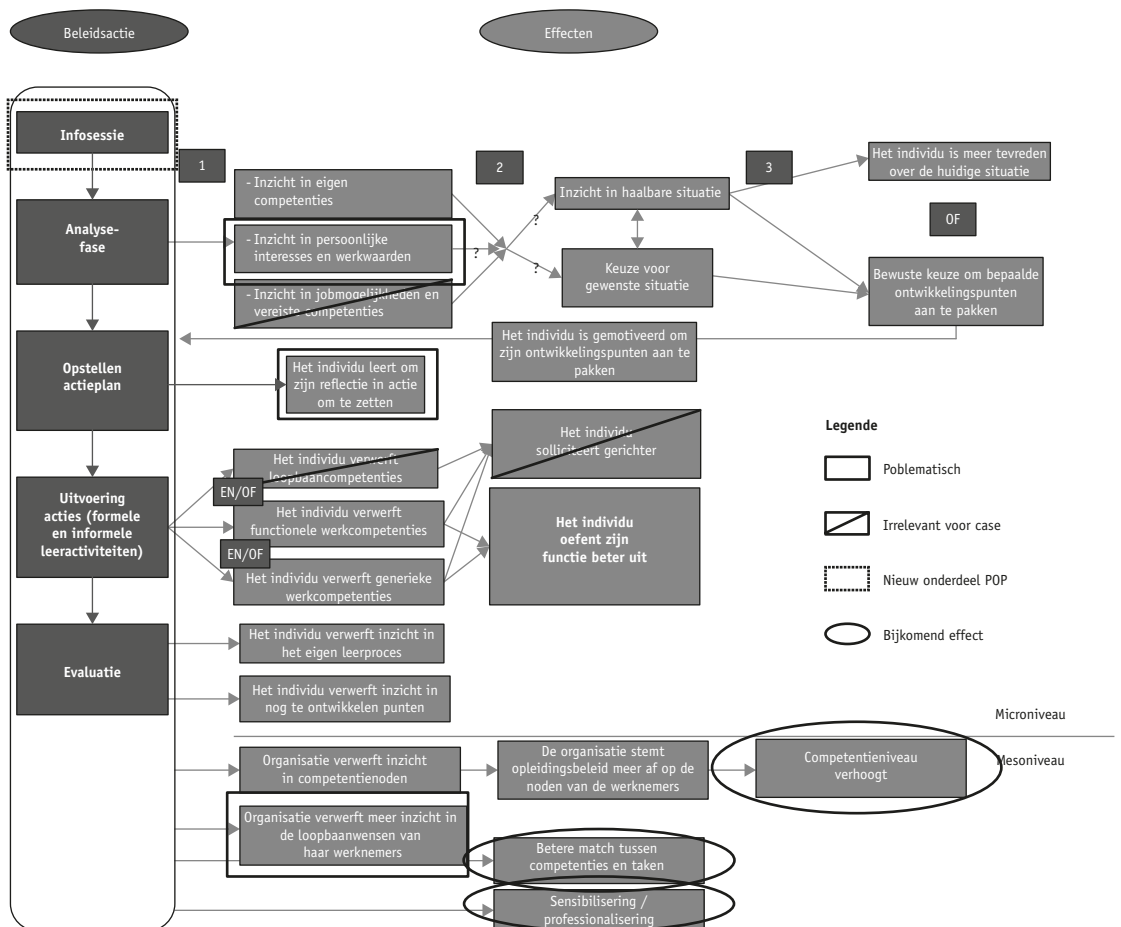 Beleidsactie
Effecten
Infosessie
1
2
3
Het individu is meer tevreden
over de huidige situatie
- Inzicht in eigen
competenties
Inzicht in haalbare situatie
OF
Analyse-
fase
- Inzicht in persoonlijke
interesses en werkwaarden
?
?
?
Keuze voor
gewenste situatie
Bewuste keuze om bepaalde
ontwikkelingspunten
aan te pakken
- Inzicht in jobmogelijkheden en
vereiste competenties
Het individu is gemotiveerd om
zijn ontwikkelingspunten aan te
pakken
Opstellen
actieplan
Het individu leert om
zijn reflectie in actie
om te zetten
Het individu
solliciteert gerichter
Legende
Poblematisch
Irrelevant voor case
Nieuw onderdeel POP
Bijkomend effect
Het individu verwerft
loopbaancompetenties
EN/OF
Uitvoering
acties (formele
en informele
leeractiviteiten)
Het individu verwerft
functionele werkcompetenties
EN/OF
Het individu verwerft generieke
werkcompetenties
Het individu
oefent zijn
functie beter uit
Evaluatie
Het individu verwerft inzicht in
het eigen leerproces
Het individu verwerft inzicht in
nog te ontwikkelen punten
Microniveau
Mesoniveau
Organisatie verwerft inzicht
in competentienoden
De organisatie stemt
opleidingsbeleid meer af op de
noden van de werknemers
Competentieniveau
verhoogt
Organisatie verwerft meer inzicht in
de loopbaanwensen van
haar werknemers
Betere match tussen
competenties en taken
Sensibilisering /
professionalisering